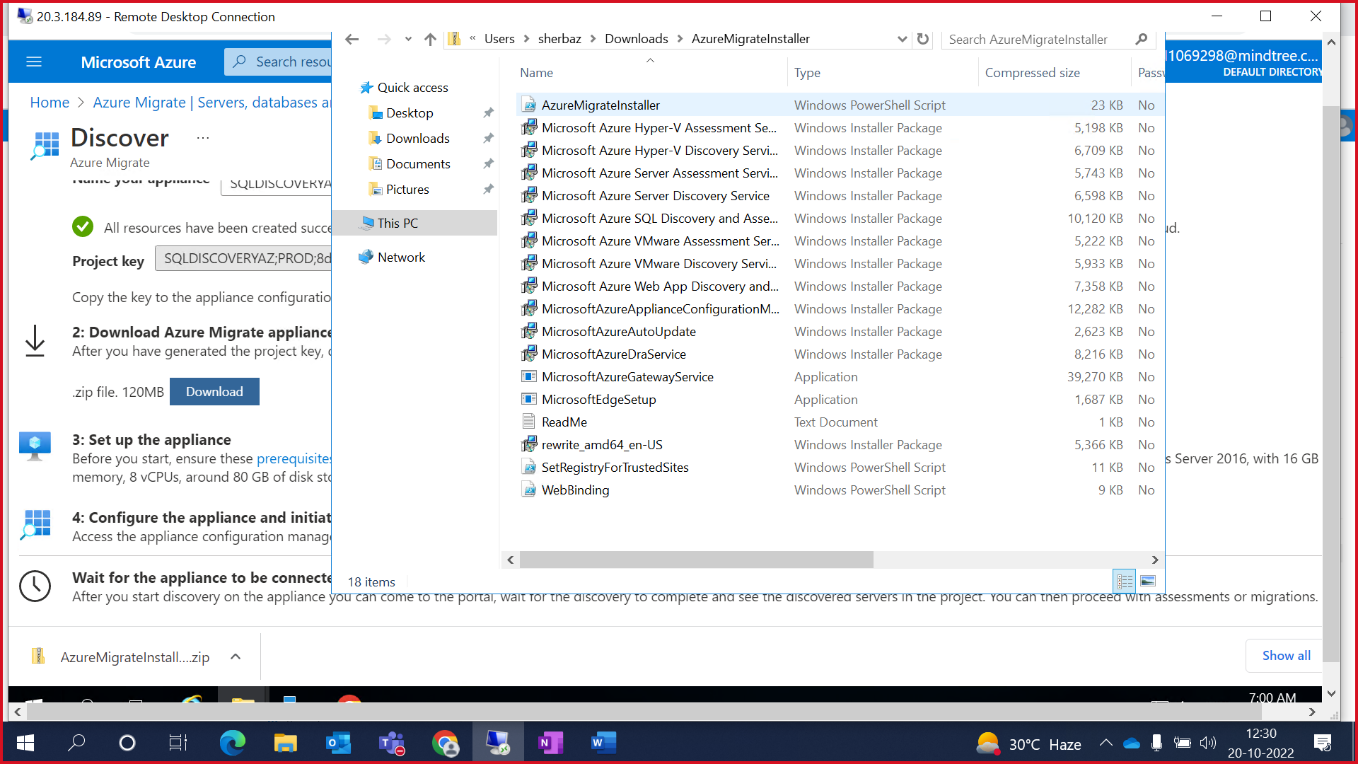 20.3.184.89 - Remote Desktop Connection
« Users > sherbaz > Downloads > AzureMigrateInstaller
Search AzureMigrateInstaller
Microsoft Azure
Search resou
l1069298@mindtree.c...
DEFAULT DIRECTORY
Home > Azure Migrate | Servers, databases a
Discover ...
Azure Migrate
Name your appliance
SQLDISCOVERYA
All resources have been created succe
ud.
Project key
SQLDISCOVERYAZ;PROD;8d
Copy the key to the appliance configuration
2: Download Azure Migrate appliance
After you have generated the project key,
.zip file. 120MB
Download
3: Set up the appliance
Before you start, ensure these prerequisites
s Server 2016, with 16 GB
memory, 8 vCPUs, around 80 GB of disk sto
4: Configure the appliance and initiat
Access the appliance configuration manag
Wait for the appliance to be connecte
After you start discovery on the appliance you can come to the portal, wait for the discovery to complete and see the discovered servers in the project. You can then proceed with assessments or migrations.
Quick access
Desktop
Downloads
Documents
Pictures
This PC
Network
Name Type Compressed size Passw
AzureMigrateInstaller Windows PowerShell Script 23 KB No
Microsoft Azure Hyper-V Assessment Se... Windows Installer Package 5,198 KB No
Microsoft Azure Hyper-V Discovery Servi... Windows Installer Package 6,709 KB No
Microsoft Azure Server Assessment Servi... Windows Installer Package 5,743 KB No
Microsoft Azure Server Discovery Service Windows Installer Package 6,598 KB No
Microsoft Azure SQL Discovery and Asse... Windows Installer Package 10,120 KB No
Microsoft Azure VMware Assessment Ser... Windows Installer Package 5,222 KB No
Microsoft Azure VMware Discovery Servi... Windows Installer Package 5,933 KB No
Microsoft Azure Web App Discovery and... Windows Installer Package 7,358 KB No
MicrosoftAzureApplianceConfigurationM... Windows Installer Package 12,282 KB No
MicrosoftAzureAutoUpdate Windows Installer Package 2,623 KB No
MicrosoftAzureDraService Windows Installer Package 8,216 KB No
MicrosoftAzureGatewayService Application 39,270 KB No
MicrosoftEdgeSetup Application 1,687 KB No
ReadMe Text Document 1 KB No
rewrite_amd64_en-US Windows Installer Package 5,366 KB No
SetRegistryForTrustedSites Windows PowerShell Script 11 KB No
WebBinding Windows PowerShell Script 9 KB No
18 items
AzureMigrateInstall....zip
Show all
7:00 AM
30°C Haze
12:30
20-10-2022